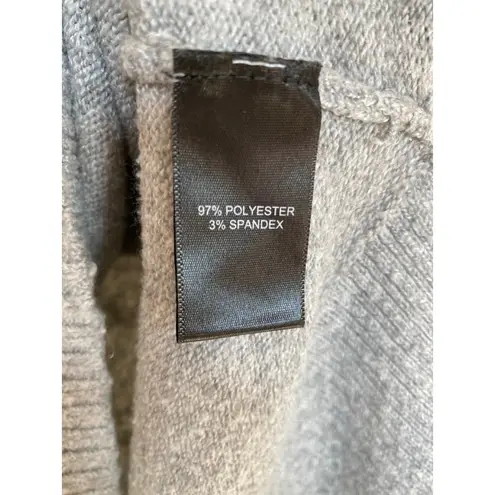 97% POLYESTER
3% SPANDEX